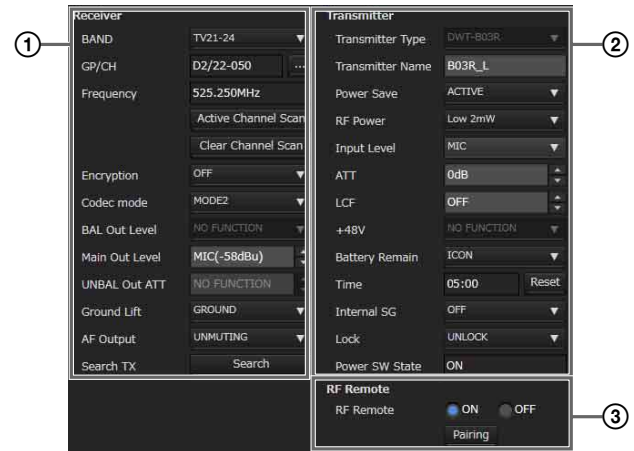 Receiver
BAND TV21-24
GP/CH D2/22-050 ...
Frequency 525.250MHz
Active Channel Scan
Clear Channel Scan
Encryption OFF
Codec mode MODE2
BAL Out Level NO FUNCTION
Main Out Level MIC(-58dBu)
UNBAL Out ATT NO FUNCTION
Ground Lift GROUND
AF Output UNMUTING
Search TX Search
1
Transmitter
Transmitter Type DWT-B03R
Transmitter Name B03R_L
Power Save ACTIVE
RF Power Low 2mW
Input Level MIC
ATT 0dB
LCF OFF
+48V NO FUNCTION
Battery Remain ICON
Time 05:00 Reset
Internal SG OFF
Lock UNLOCK
Power SW State ON
2
RF Remote
RF Remote ON OFF
Pairing
3